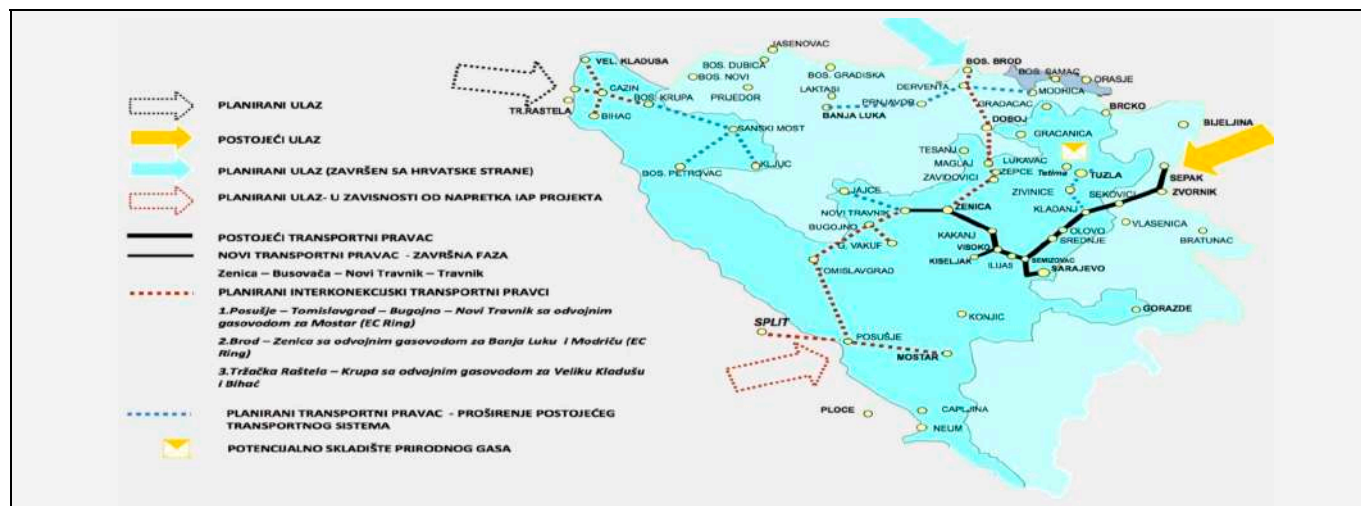 PLANIRANI ULAZ
POSTOJEĆI ULAZ
PLANIRANI ULAZ (ZAVRŠEN SA HRVATSKE STRANE)
PLANIRANI ULAZ- U ZAVISNOSTI OD NAPRETKA IAP PROJEKTA
POSTOJEĆI TRANSPORTNI PRAVAC
NOVI TRANSPORTNI PRAVAC - ZAVRŠNA FAZA
Zenica – Busovača – Novi Travnik – Travnik
PLANIRANI INTERKONEKCIJSKI TRANSPORTNI PRAVCI
1.Posušje – Tomislavgrad – Bugojno – Novi Travnik sa odvojnim
gasovodom za Mostar (EC Ring)
2.Brod – Zenica sa odvojnim gasovodom za Banja Luku i Modriču (EC
Ring)
3.Tržačka Raštela – Krupa sa odvojnim gasovodom za Veliku Kladušu
i Bihać
PLANIRANI TRANSPORTNI PRAVAC - PROŠIRENJE POSTOJEĆEG
TRANSPORTNOG SISTEMA
POTENCIJALNO SKLADIŠTE PRIRODNOG GASA
JASENOVAC
VEL. KLADUSA
BOS. DUBICA
BOS. NOVI
BOS. GRADISKA
BOS. BROD
BOS. SAMAC
ORASJE
CAZIN
PRIJEDOR
LAKTASI
DERVENTA
MODRICA
BOS. KRUPA
TR.RASTELA
BIHAC
PRNJAVOR
BANJA LUKA
GRADACAC
BRCKO
DOBOJ
BIJELJINA
SANSKI MOST
GRACANICA
TESANJ
MAGLAJ
LUKAVAC
KLJUC
BOS. PETROVAC
ZEPCE
Tetima
TUZLA
SEPAK
ZAVIDOVICI
ZIVINICE
ZVORNIK
JAJCE
SEKOVICI
KLADANJ
NOVI TRAVNIK
ZENICA
VLASENICA
BUGOJNO
KAKANJ
OLOVO
BRATUNAC
G. VAKUF
VISOKO
SREDNJE
KISELJAK
ILIJAS
SEMIZOVAC
TOMISLAVGRAD
SARAJEVO
GORAZDE
KONJIC
SPLIT
POSUŠJE
MOSTAR
PLOCE
CAPLJINA
NEUM